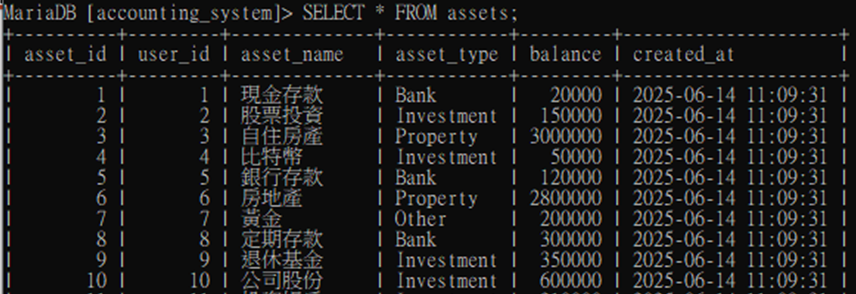 MariaDB [accounting_system]> SELECT * FROM assets;
| asset_id | user_id | asset_name | asset_type | balance | created_at |
| 1 | 1 | 現金存款 | Bank | 20000 | 2025-06-14 11:09:31 |
| 2 | 2 | 股票投資 | Investment | 150000 | 2025-06-14 11:09:31 |
| 3 | 3 | 自住房產 | Property | 3000000 | 2025-06-14 11:09:31 |
| 4 | 4 | 比特幣 | Investment | 50000 | 2025-06-14 11:09:31 |
| 5 | 5 | 銀行存款 | Bank | 120000 | 2025-06-14 11:09:31 |
| 6 | 6 | 房地產 | Property | 2800000 | 2025-06-14 11:09:31 |
| 7 | 7 | 黃金 | Other | 200000 | 2025-06-14 11:09:31 |
| 8 | 8 | 定期存款 | Bank | 300000 | 2025-06-14 11:09:31 |
| 9 | 9 | 退休基金 | Investment | 350000 | 2025-06-14 11:09:31 |
| 10 | 10 | 公司股份 | Investment | 600000 | 2025-06-14 11:09:31 |